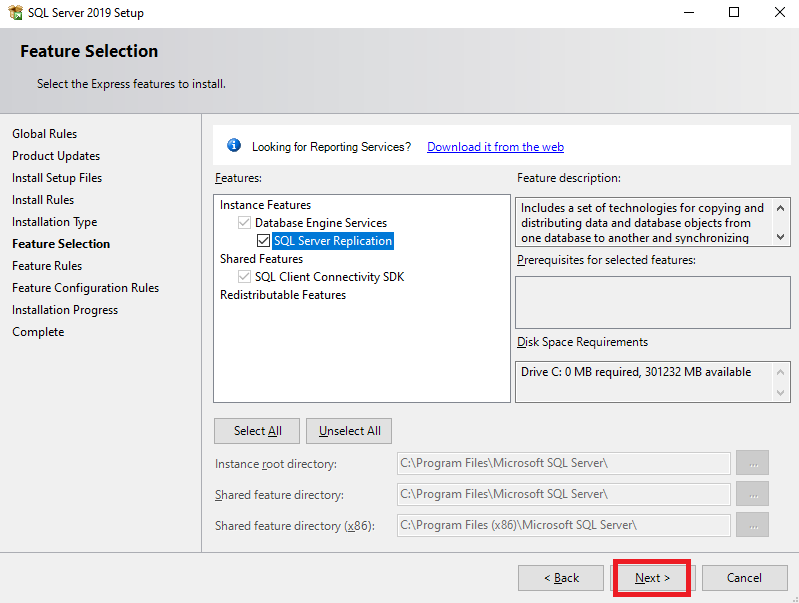 SQL Server 2019 Setup
Feature Selection
Select the Express features to install.
Global Rules
Product Updates
Install Setup Files
Install Rules
Installation Type
Feature Selection
Feature Rules
Feature Configuration Rules
Installation Progress
Complete
Looking for Reporting Services? Download it from the web
Features:
Instance Features
Database Engine Services
SQL Server Replication
Shared Features
SQL Client Connectivity SDK
Redistributable Features
Feature description:
Includes a set of technologies for copying and
distributing data and database objects from
one database to another and synchronizing
Prerequisites for selected features:
Disk Space Requirements
Drive C: 0 MB required, 301232 MB available
Select All
Unselect All
Instance root directory: C:\Program Files\Microsoft SQL Server\ ...
Shared feature directory: C:\Program Files\Microsoft SQL Server\ ...
Shared feature directory (x86): C:\Program Files (x86)\Microsoft SQL Server\ ...
< Back
Next >
Cancel